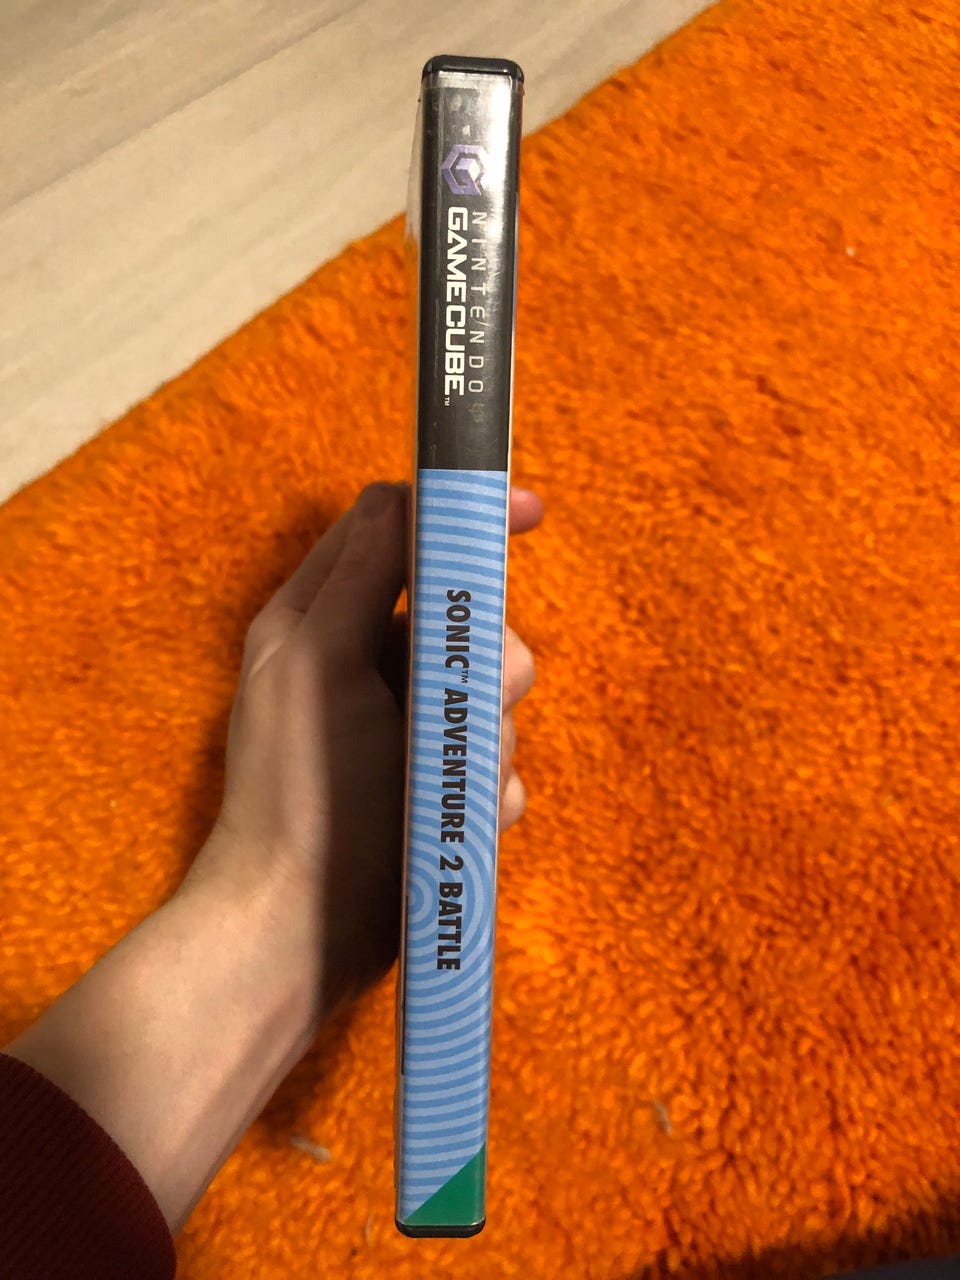 NINTENDO
GAMECUBE™
SONIC™ ADVENTURE 2 BATTLE